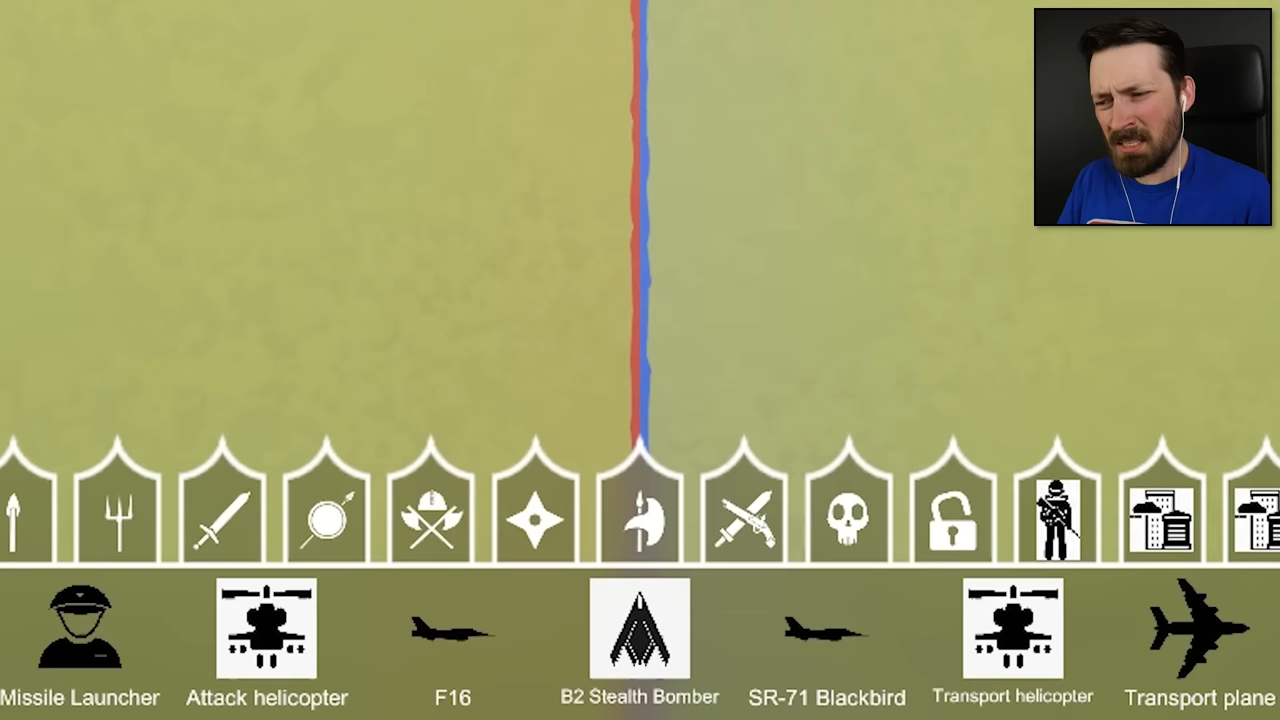 Missile Launcher
Attack helicopter
F16
B2 Stealth Bomber
SR-71 Blackbird
Transport helicopter
Transport plane